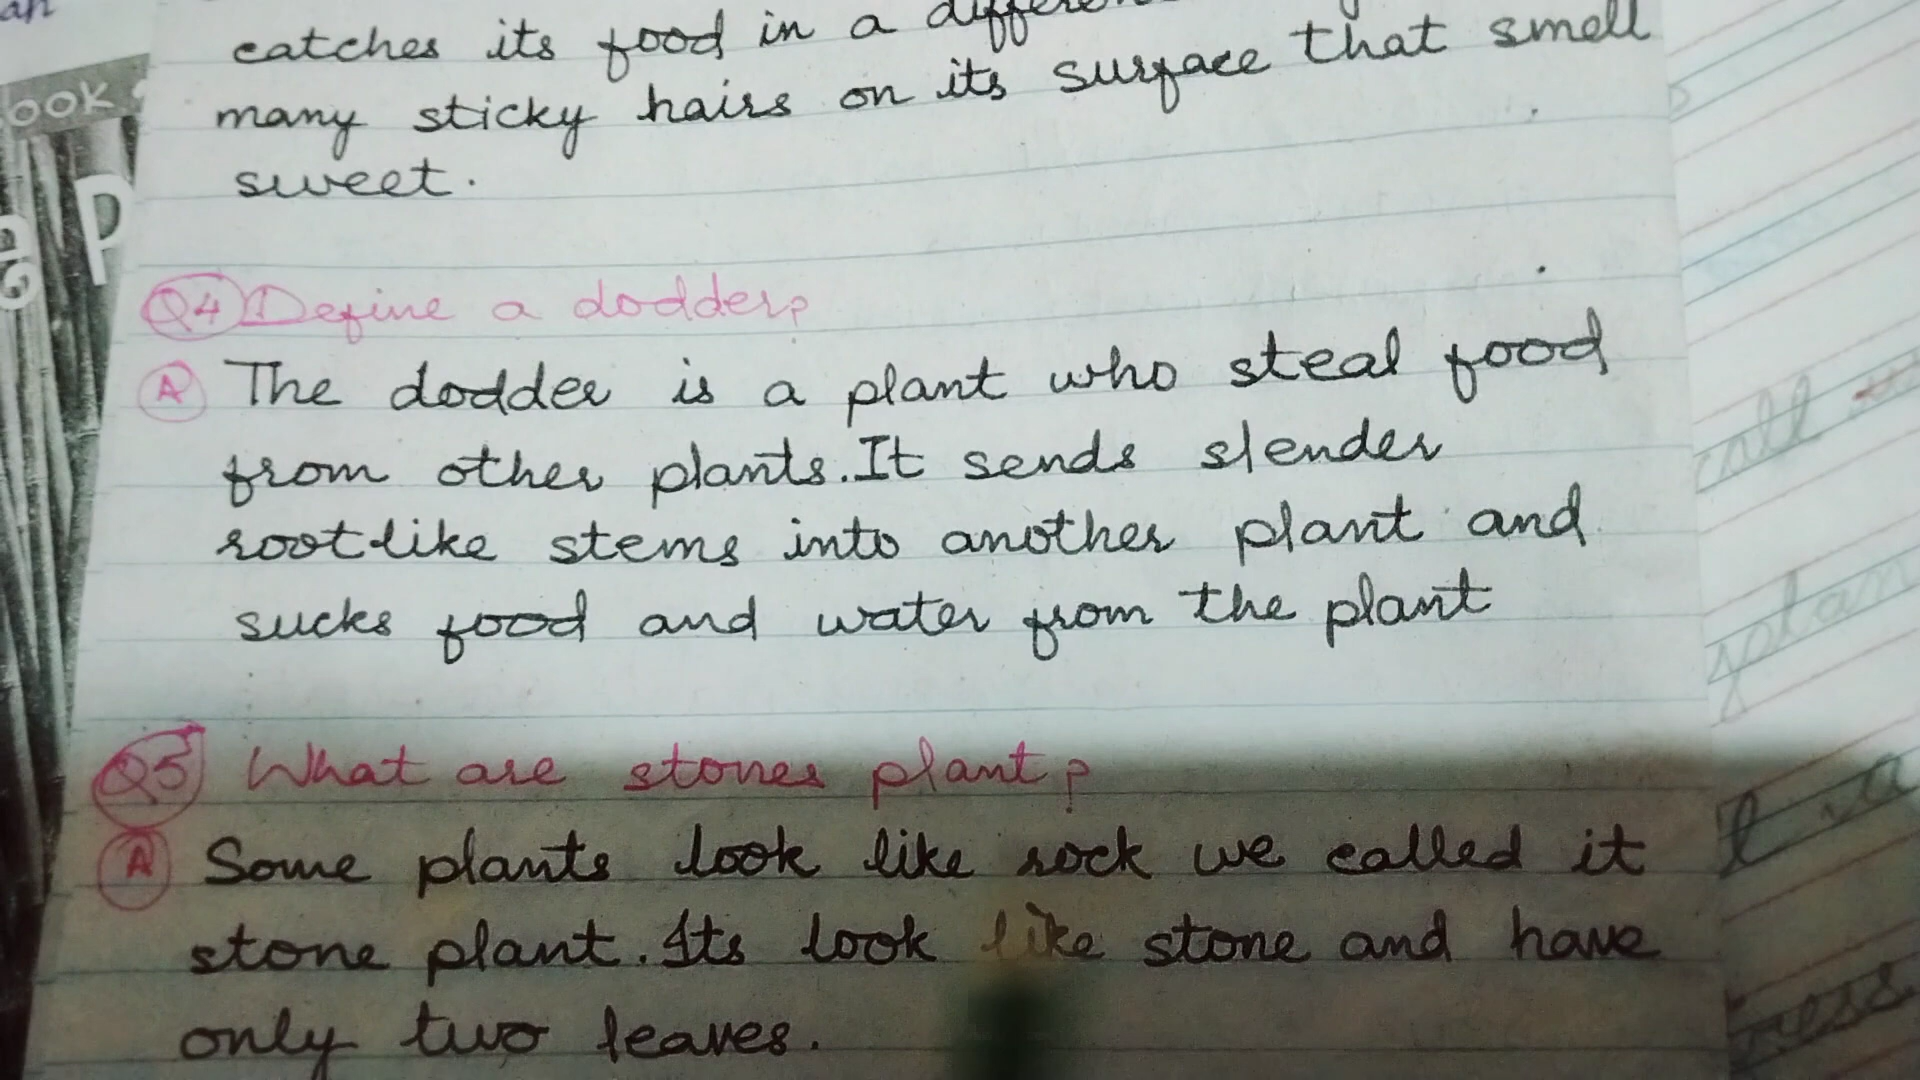 catches its food in a
many sticky hairs on its surface that smell
sweet.
Q4 Define a dodder?
A The dodder is a plant who steal food
from other plants. It sends slender
rootlike stems into another plant and
sucks food and water from the plant
Q5 What are stones plant?
A Some plants look like rock we called it
stone plant. Its look like stone and have
only two leaves.